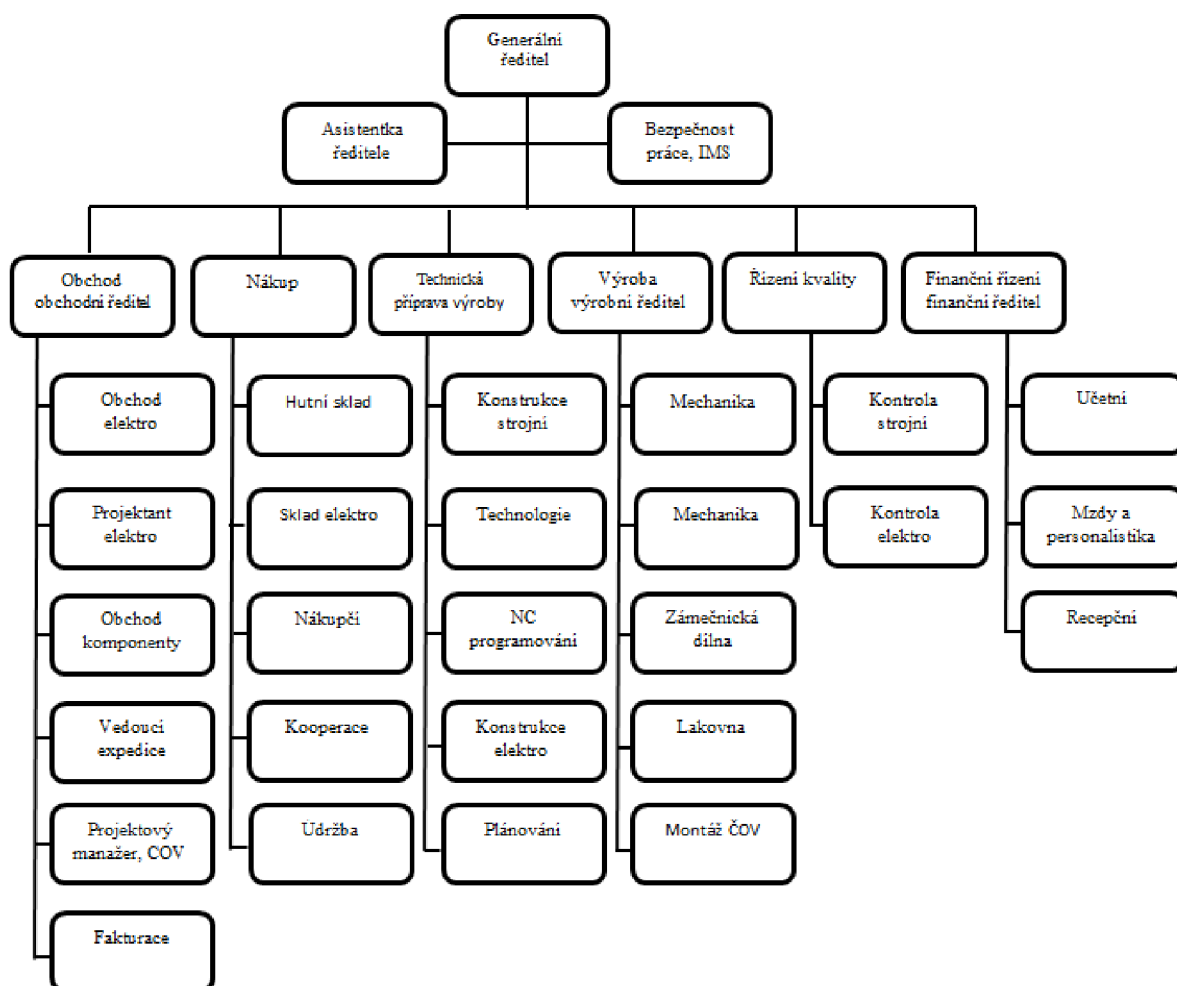 Generální
ředitel
Asistentka
ředitele
Bezpečnost
práce, IMS
Obchod
obchodní ředitel
Nákup
Technická
příprava výroby
Výroba
výrobní ředitel
Řízení kvality
Finanční řízení
finanční ředitel
Obchod
elektro
Projektant
elektro
Obchod
komponenty
Vedoucí
expedice
Projektový
manažer, COV
Fakturace
Hutní sklad
Sklad elektro
Nákupčí
Kooperace
Údržba
Konstrukce
strojní
Technologie
NC
programování
Konstrukce
elektro
Plánování
Mechanika
Mechanika
Zámečnická
dílna
Lakovna
Montáž ČOV
Kontrola
strojní
Kontrola
elektro
Učetní
Mzdy a
personalistika
Recepční